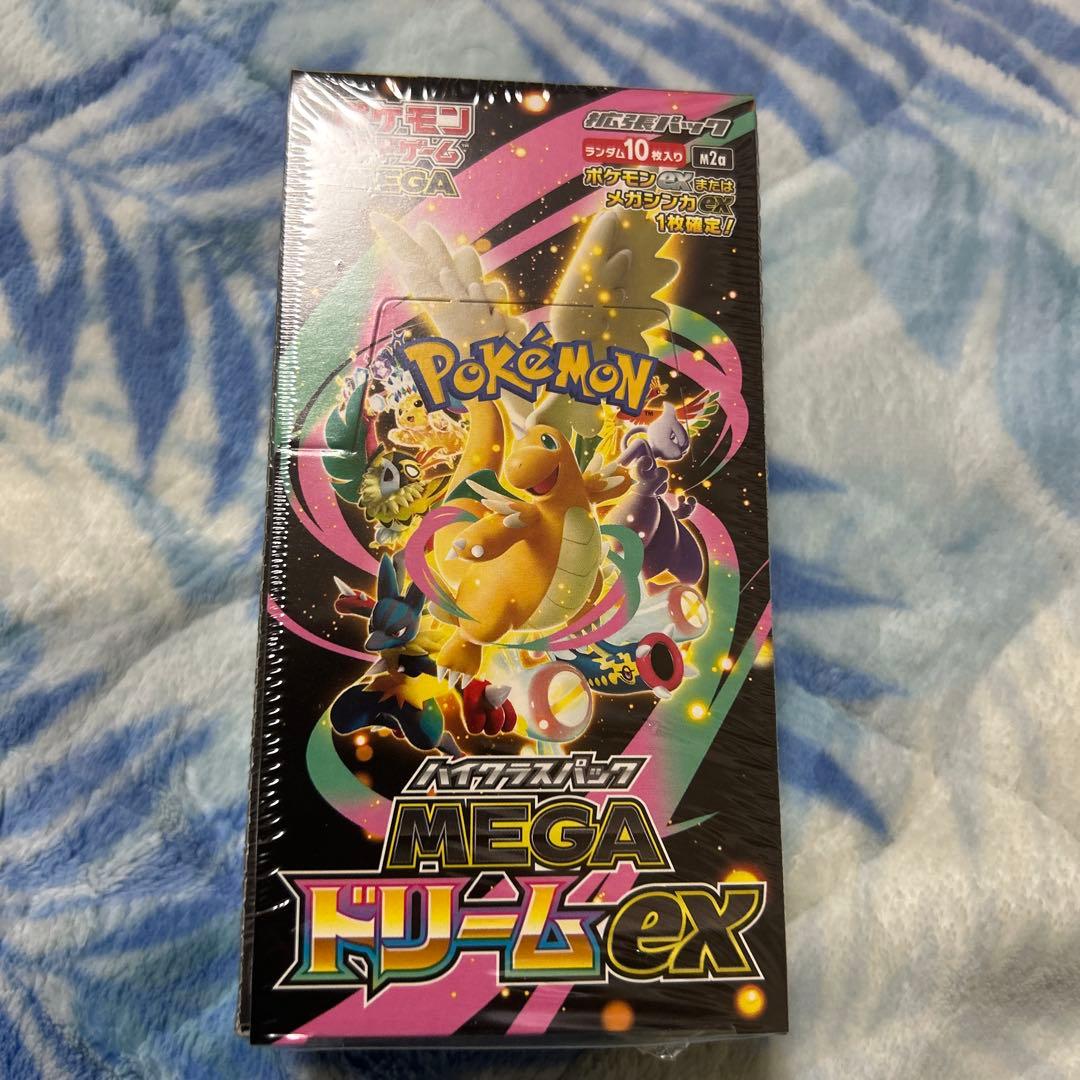 ポケモン
カードゲーム
MEGA
拡張パック
ランダム10枚入り M2a
ポケモンexまたは
メガシンカex
1枚確定!
POKÉMON
TM
ハイクラスパック
MEGA
ドリームex